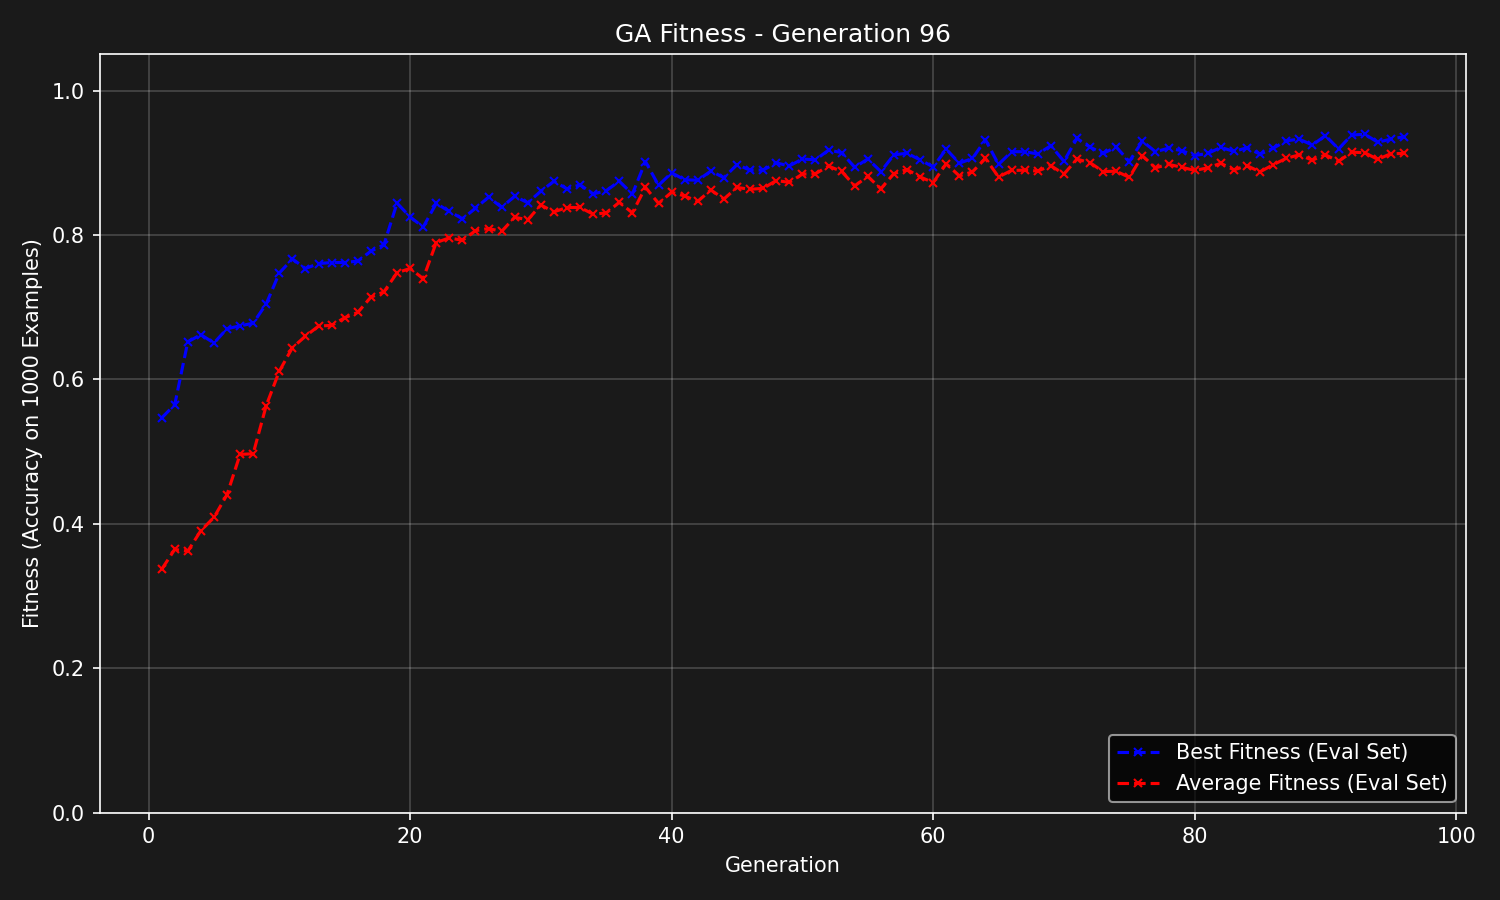 GA Fitness - Generation 96
Fitness (Accuracy on 1000 Examples)
1.0
0.8
0.6
0.4
0.2
0.0
0 20 40 60 80 100
Generation
Best Fitness (Eval Set)
Average Fitness (Eval Set)